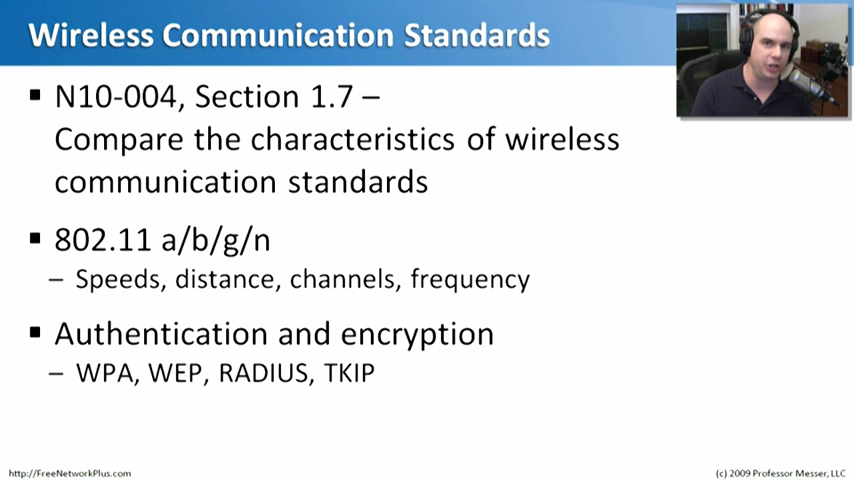 Wireless Communication Standards
N10-004, Section 1.7 –
Compare the characteristics of wireless
communication standards
802.11 a/b/g/n
– Speeds, distance, channels, frequency
Authentication and encryption
– WPA, WEP, RADIUS, TKIP
http://FreeNetworkPlus.com
(c) 2009 Professor Messer, LLC